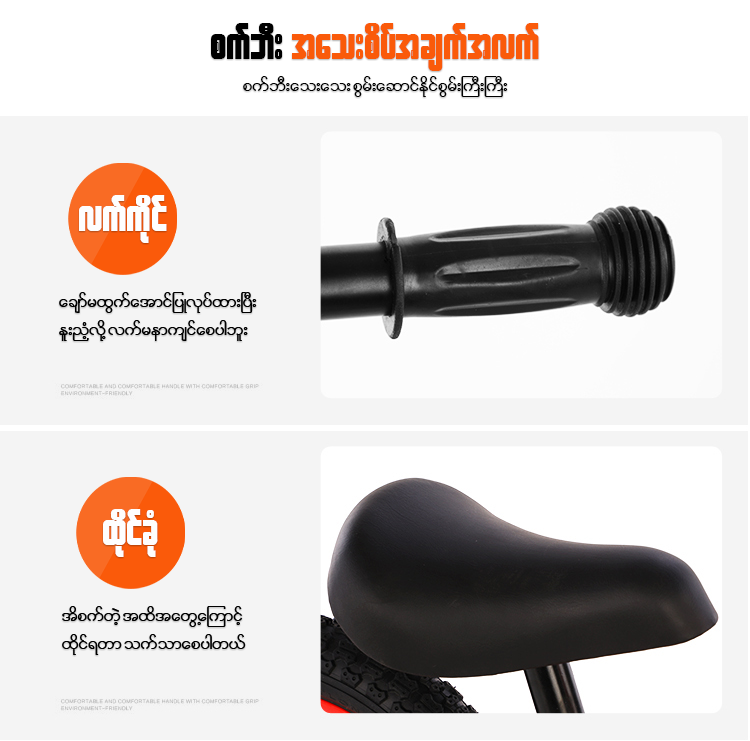 စက်ဘီး အသေးစိပ်အချက်အလက်
စက်ဘီးသေးသေး စွမ်းဆောင်နိုင်စွမ်းကြီးကြီး
လက်ကိုင်
ချော်မထွက်အောင်ပြုလုပ်ထားပြီး
နူးညံ့လို့ လက်မနာကျင်စေပါဘူး
COMFORTABLE AND COMFORTABLE HANDLE WITH COMFORTABLE GRIP
ENVIRONMENT-FRIENDLY
ထိုင်ခုံ
အိစက်တဲ့ အထိအတွေ့ကြောင့်
ထိုင်ရတာ သက်သာစေပါတယ်
COMFORTABLE AND COMFORTABLE HANDLE WITH COMFORTABLE GRIP
ENVIRONMENT-FRIENDLY